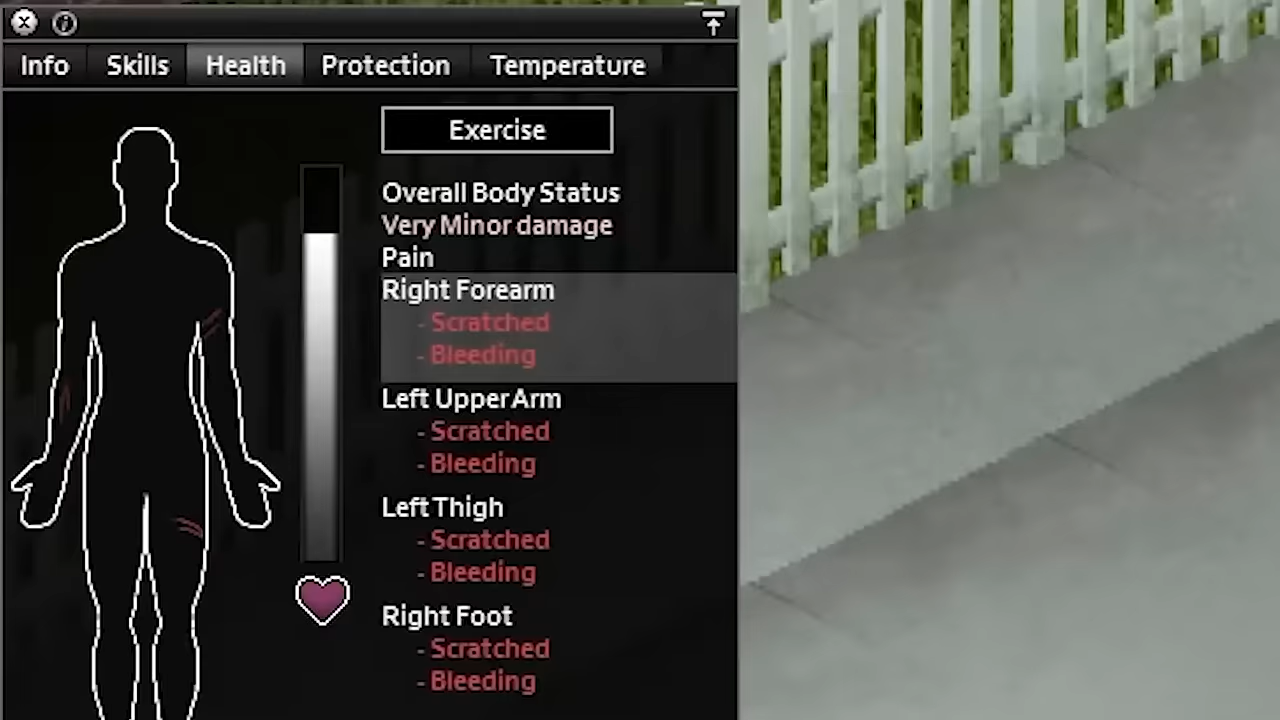 Info Skills Health Protection Temperature
Exercise
Overall Body Status
Very Minor damage
Pain
Right Forearm
- Scratched
- Bleeding
Left Upper Arm
- Scratched
- Bleeding
Left Thigh
- Scratched
- Bleeding
Right Foot
- Scratched
- Bleeding